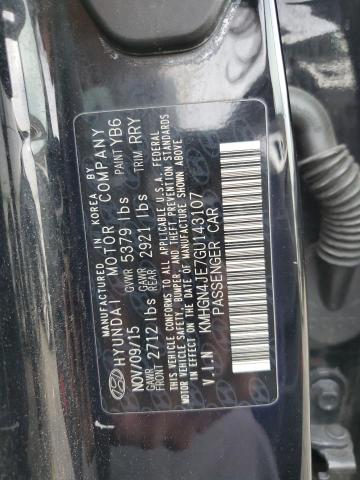 MANUFACTURED IN KOREA BY
HYUNDAI MOTOR COMPANY
NOV/09/15 GVWR 5379 lbs PAINT YB6
GAWR FRONT 2712 lbs GAWR REAR 2921 lbs TRIM RRY
THIS VEHICLE CONFORMS TO ALL APPLICABLE U.S.A. FEDERAL
MOTOR VEHICLE SAFETY, BUMPER, AND THEFT PREVENTION STANDARDS
IN EFFECT ON THE DATE OF MANUFACTURE SHOWN ABOVE.
V.I.N KMHGN4JE7GU143107
PASSENGER CAR